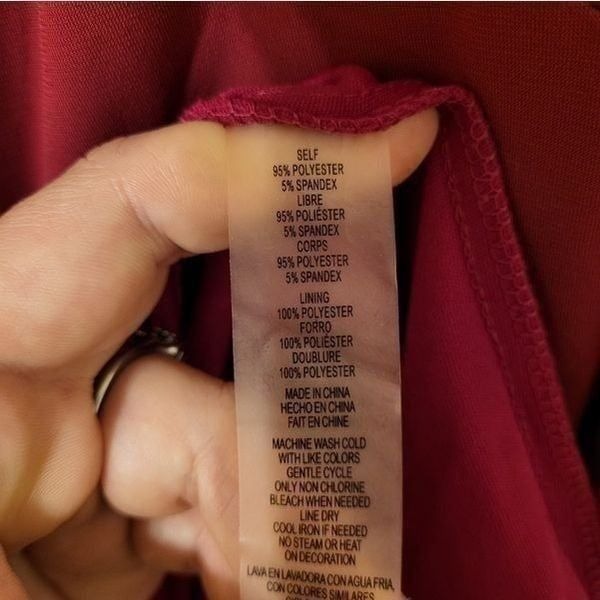 SELF
95% POLYESTER
5% SPANDEX
LIBRE
95% POLIÉSTER
5% SPANDEX
CORPS
95% POLYESTER
5% SPANDEX
LINING
100% POLYESTER
FORRO
100% POLIÉSTER
DOUBLURE
100% POLYESTER
MADE IN CHINA
HECHO EN CHINA
FAIT EN CHINE
MACHINE WASH COLD
WITH LIKE COLORS
GENTLE CYCLE
ONLY NON CHLORINE
BLEACH WHEN NEEDED
LINE DRY
COOL IRON IF NEEDED
NO STEAM OR HEAT
ON DECORATION
LAVA EN LAVADORA CON AGUA FRIA,
CON COLORES SIMILARES